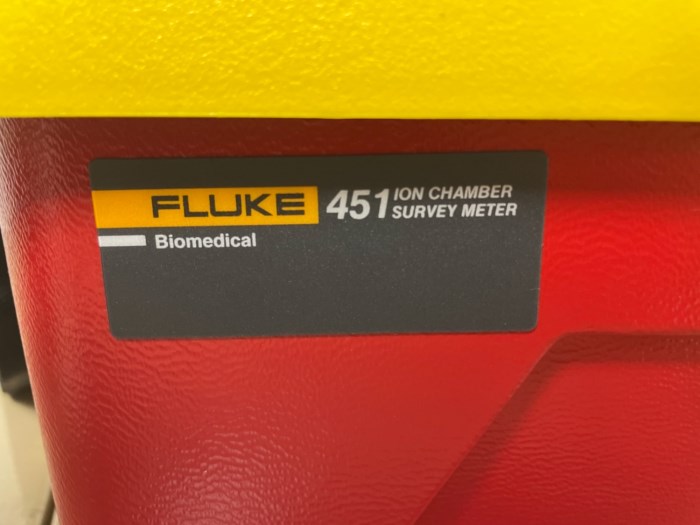 FLUKE 451 ION CHAMBER
SURVEY METER
Biomedical